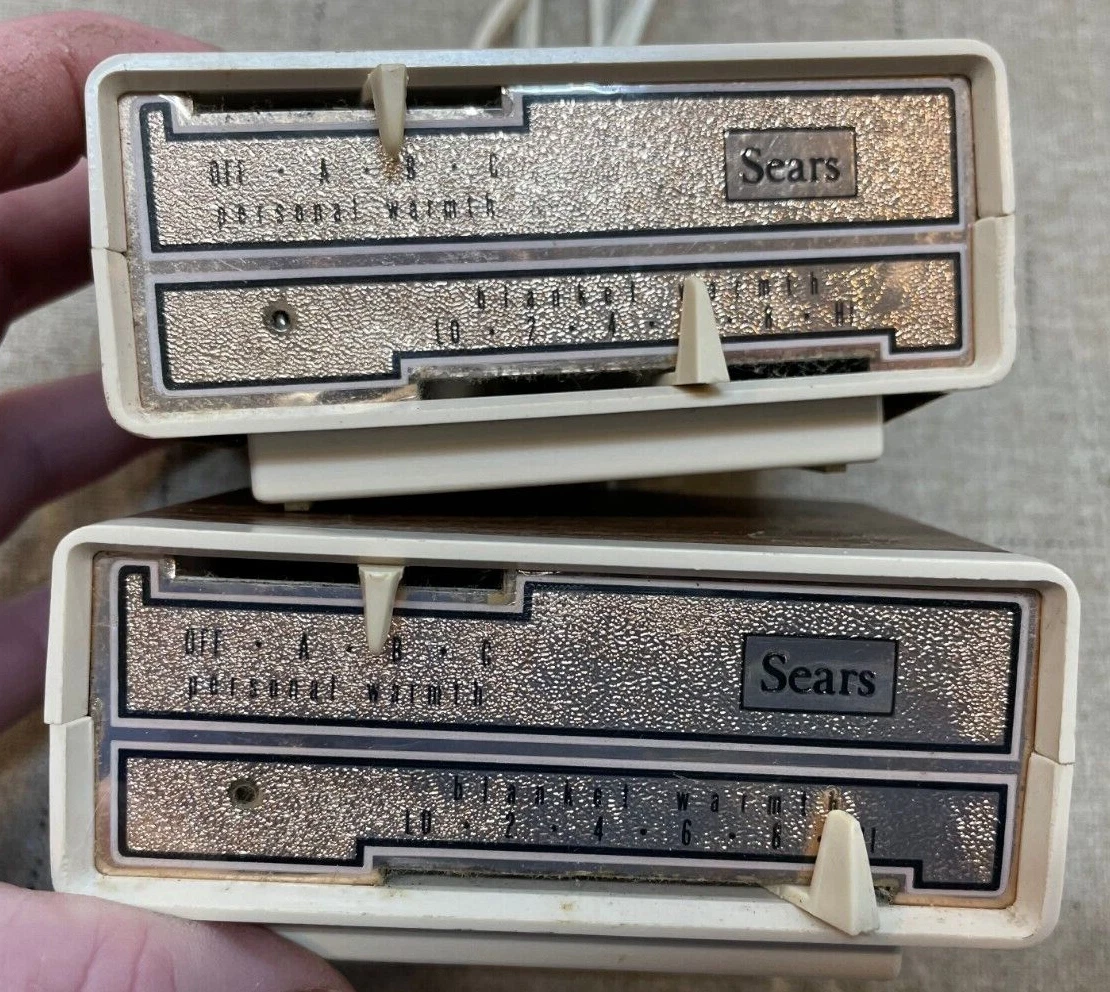 Sears
OFF · A · B · C
personal warmth
blanket warmth
LO · 2 · 4 · · 8 · HI
Sears
OFF · A · B · C
personal warmth
blanket warmth
LO · 2 · 4 · 6 · 8 · HI